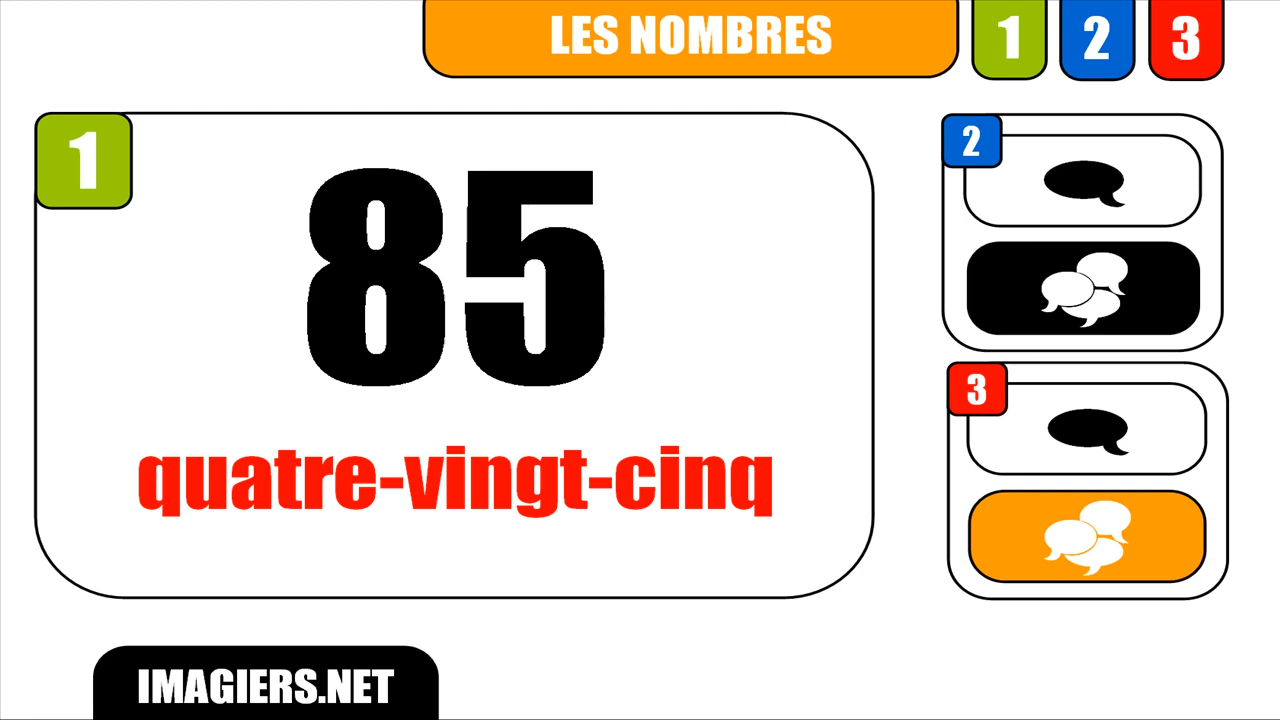 LES NOMBRES
1
2
3
1
85
quatre-vingt-cinq
2
3
IMAGIERS.NET